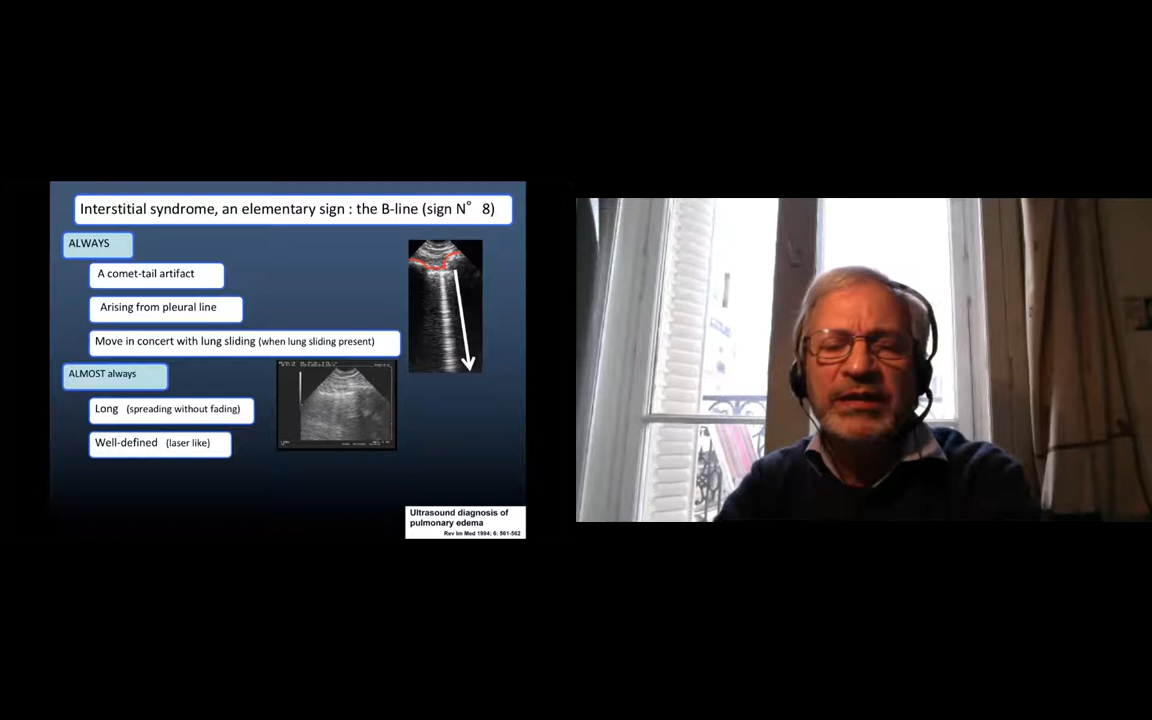 Interstitial syndrome, an elementary sign : the B-line (sign N° 8)
ALWAYS
A comet-tail artifact
Arising from pleural line
Move in concert with lung sliding (when lung sliding present)
ALMOST always
Long (spreading without fading)
Well-defined (laser like)
Ultrasound diagnosis of
pulmonary edema
Rev Im Med 1994; 6: 561-562